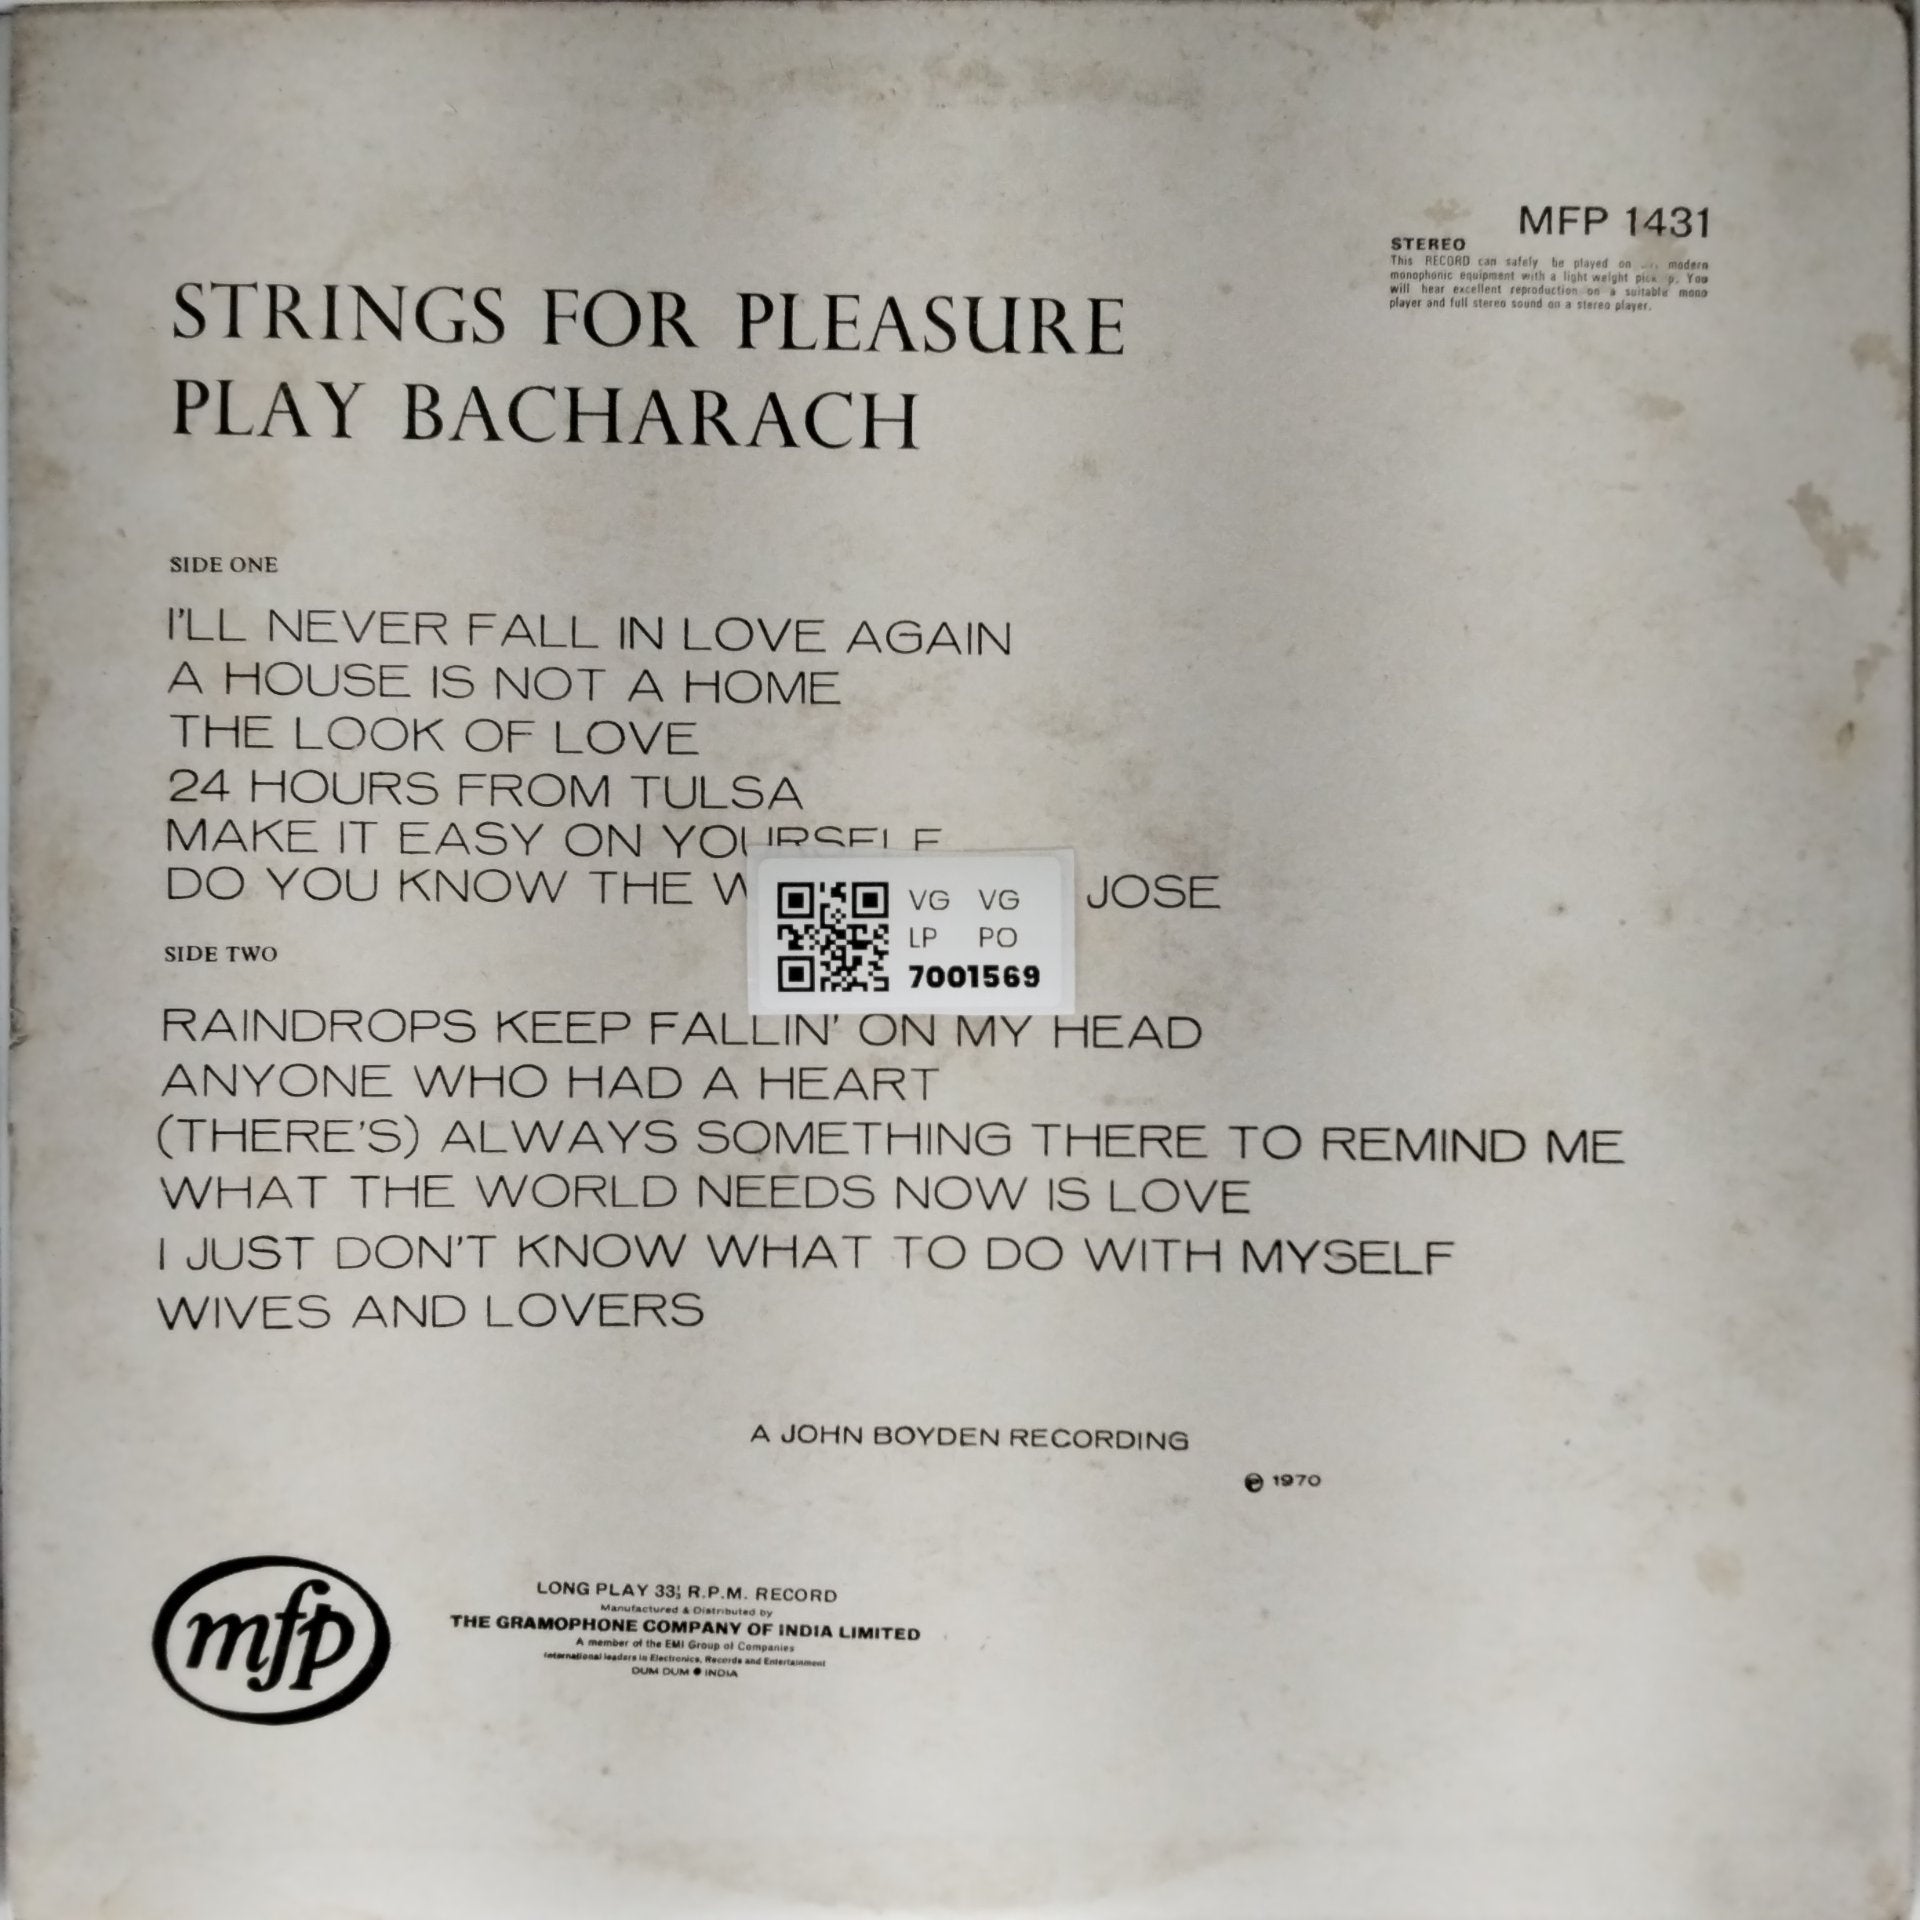 MFP 1431
STEREO
This RECORD can safely be played on modern
monophonic equipment with a light weight You
will hear excellent reproduction on a suitable mono
player and full stereo sound on a stereo player.
STRINGS FOR PLEASURE
PLAY BACHARACH
SIDE ONE
I'LL NEVER FALL IN LOVE AGAIN
A HOUSE IS NOT A HOME
THE LOOK OF LOVE
24 HOURS FROM TULSA
MAKE IT EASY ON YOURSELF
DO YOU KNOW THE JOSE
VG VG
LP PO
7001569
SIDE TWO
RAINDROPS KEEP FALLIN' ON MY HEAD
ANYONE WHO HAD A HEART
(THERE'S) ALWAYS SOMETHING THERE TO REMIND ME
WHAT THE WORLD NEEDS NOW IS LOVE
I JUST DON'T KNOW WHAT TO DO WITH MYSELF
WIVES AND LOVERS
A JOHN BOYDEN RECORDING
℗ 1970
mfp
LONG PLAY 33⅓ R.P.M. RECORD
Manufactured & Distributed by
THE GRAMOPHONE COMPANY OF INDIA LIMITED
A member of the EMI Group of Companies
International leaders in Electronics, Records and Entertainment
DUM DUM ● INDIA